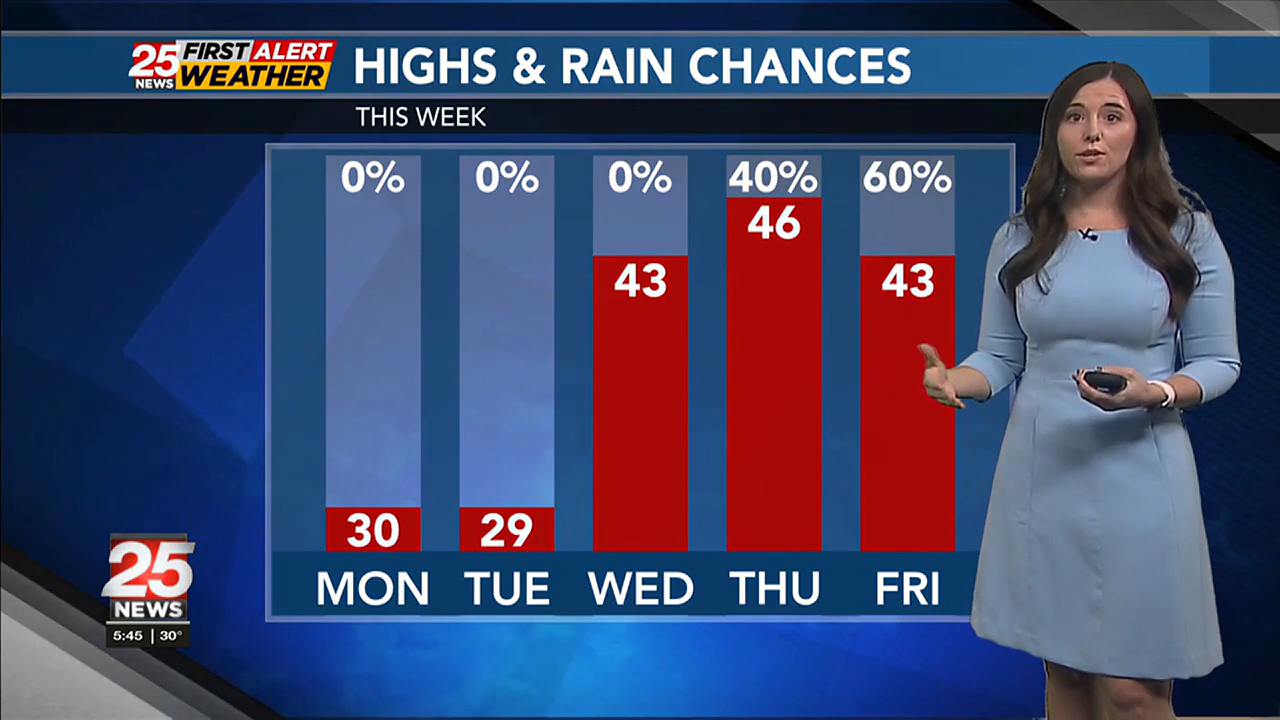 25 NEWS FIRST ALERT WEATHER
HIGHS & RAIN CHANCES
THIS WEEK
0% 0% 0% 40% 60%
30 29 43 46 43
MON TUE WED THU FRI
25
NEWS
5:45 | 30°